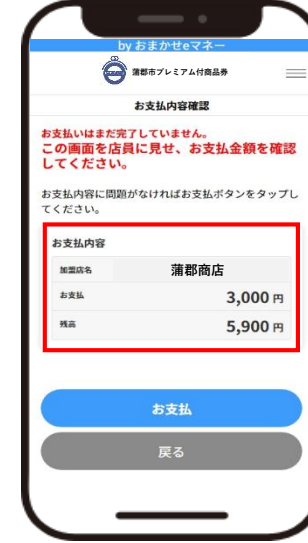 by おまかせeマネー
蒲郡市プレミアム付商品券
お支払内容確認
お支払いはまだ完了していません。
この画面を店員に見せ、お支払金額を確認
してください。
お支払内容に問題がなければお支払ボタンをタップし
てください。
お支払内容
加盟店名 蒲郡商店
お支払 3,000 円
残高 5,900 円
お支払
戻る